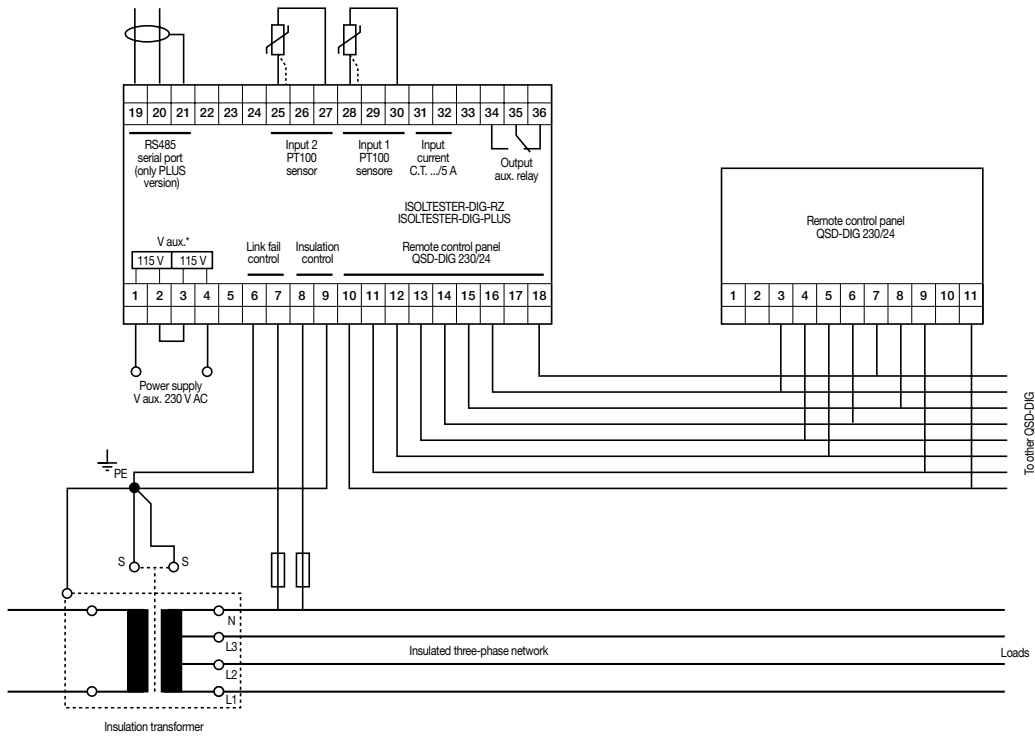 19 20 21 22 23 24 25 26 27 28 29 30 31 32 33 34 35 36
RS485
serial port
(only PLUS
version)
Input 2
PT100
sensor
Input 1
PT100
sensore
Input
current
C.T. .../5 A
Output
aux. relay
ISOLTESTER-DIG-RZ
ISOLTESTER-DIG-PLUS
V aux.*
115 V 115 V
Link fail
control
Insulation
control
Remote control panel
QSD-DIG 230/24
1 2 3 4 5 6 7 8 9 10 11 12 13 14 15 16 17 18
Power supply
V aux. 230 V AC
Remote control panel
QSD-DIG 230/24
1 2 3 4 5 6 7 8 9 10 11
To other QSD-DIG
PE
S S
N
L3
L2
L1
Insulated three-phase network
Loads
Insulation transformer